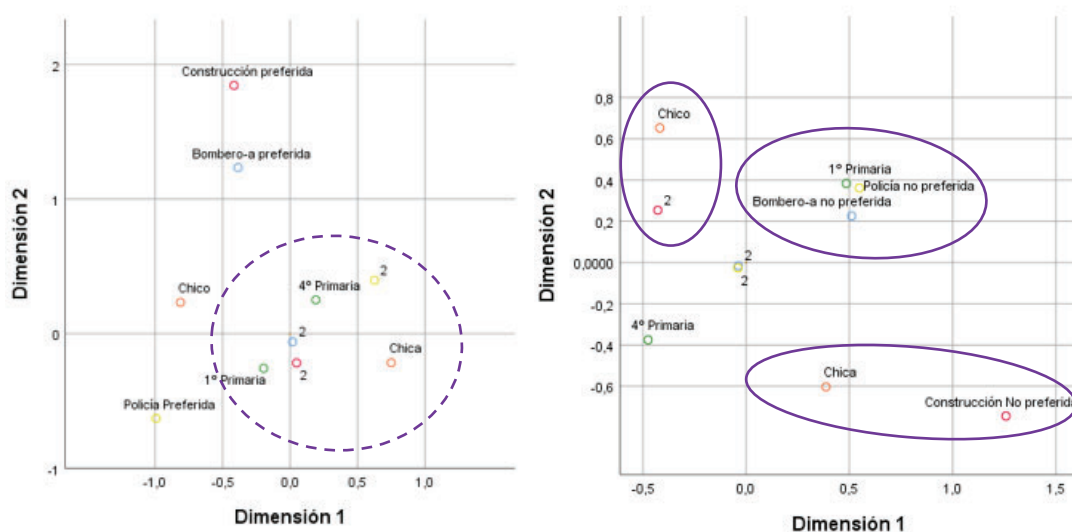 2
1
0
-1
Dimensión 2
Construcción preferida
Bombero-a preferida
4º Primaria
2
Chico
2
Chica
1º Primaria
2
Policia Preferida
-1,0
-0,5
0,0
0,5
1,0
Dimensión 1
0,8
0,6
0,4
0,2
0,0000
-0,2
-0,4
-0,6
Dimensión 2
Chico
1º Primaria
Policía no preferida
2
Bombero-a no preferida
2
2
4º Primaria
Chica
Construcción No preferida
-0,5
0,0
0,5
1,0
1,5
Dimensión 1